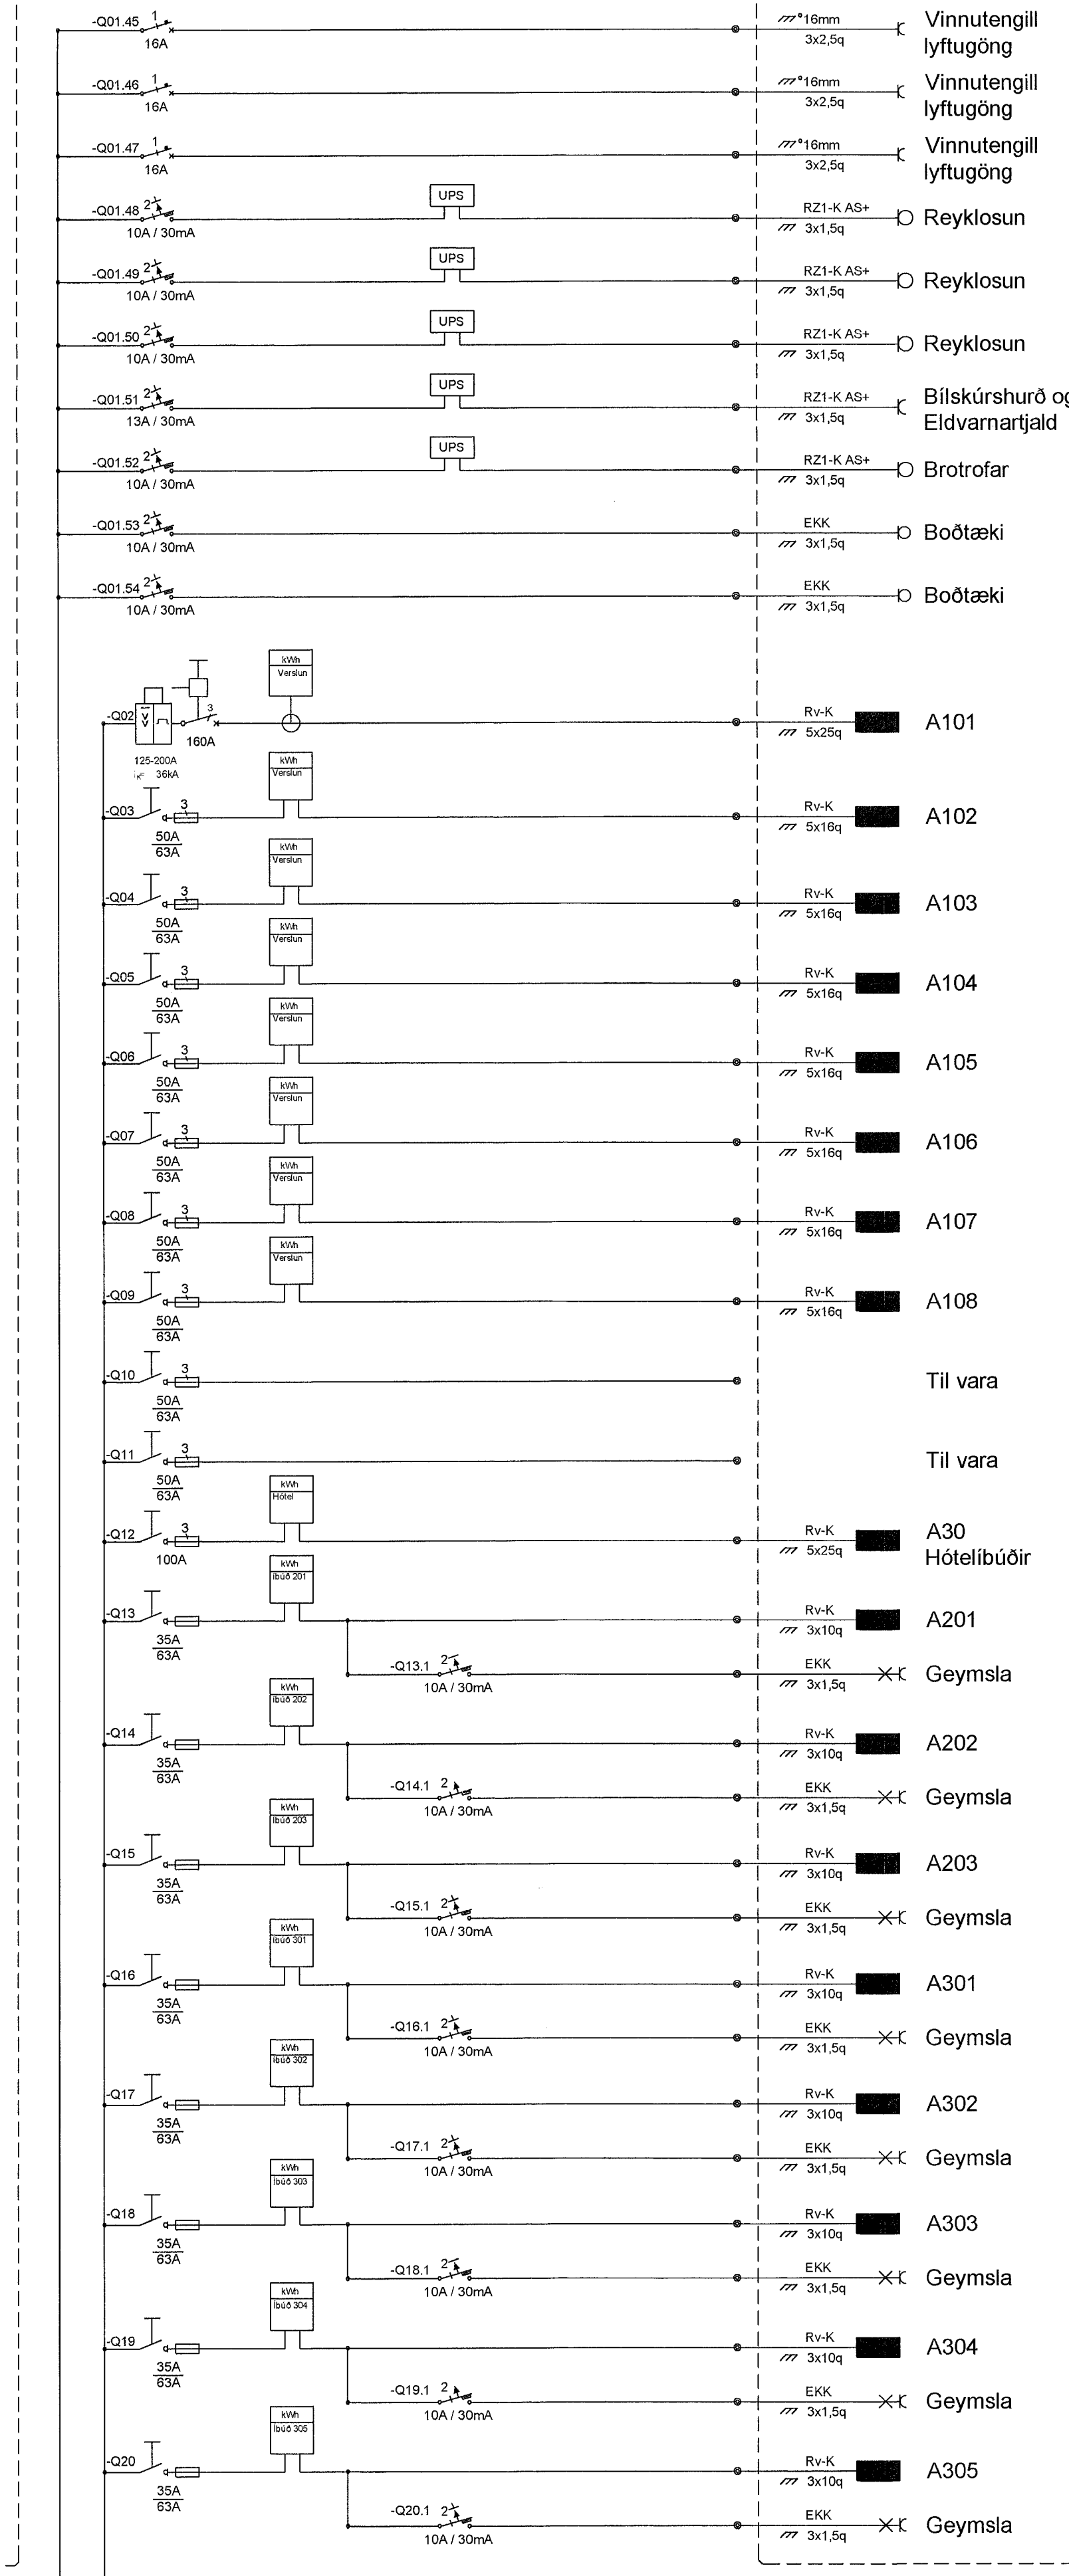 -Q01.45 1 °16mm Vinnutengill
16A 3x2,5q lyftugöng
-Q01.46 1 °16mm Vinnutengill
16A 3x2,5q lyftugöng
-Q01.47 1 °16mm Vinnutengill
16A 3x2,5q lyftugöng
UPS
-Q01.48 2 RZ1-K AS+ Reyklosun
10A / 30mA 3x1,5q
UPS
-Q01.49 2 RZ1-K AS+ Reyklosun
10A / 30mA 3x1,5q
UPS
-Q01.50 2 RZ1-K AS+ Reyklosun
10A / 30mA 3x1,5q
UPS
-Q01.51 2 RZ1-K AS+ Bílskúrshurð og
13A / 30mA 3x1,5q Eldvarnartjald
UPS
-Q01.52 2 RZ1-K AS+ Brotrofar
10A / 30mA 3x1,5q
-Q01.53 2 EKK Boðtæki
10A / 30mA 3x1,5q
-Q01.54 2 EKK Boðtæki
10A / 30mA 3x1,5q
kWh
Verslun
-Q02 3 Rv-K A101
160A 5x25q
125-200A
36kA
kWh
Verslun
-Q03 3 Rv-K A102
50A 5x16q
63A
kWh
Verslun
-Q04 3 Rv-K A103
50A 5x16q
63A
kWh
Verslun
-Q05 3 Rv-K A104
50A 5x16q
63A
kWh
Verslun
-Q06 3 Rv-K A105
50A 5x16q
63A
kWh
Verslun
-Q07 3 Rv-K A106
50A 5x16q
63A
kWh
Verslun
-Q08 3 Rv-K A107
50A 5x16q
63A
kWh
Verslun
-Q09 3 Rv-K A108
50A 5x16q
63A
-Q10 3 Til vara
50A
63A
-Q11 3 Til vara
50A
63A
kWh
Hótel
-Q12 3 Rv-K A30
100A 5x25q Hótelíbúðir
kWh
Íbúð 201
-Q13 Rv-K A201
35A 3x10q
63A
-Q13.1 2 EKK Geymsla
10A / 30mA 3x1,5q
kWh
Íbúð 202
-Q14 Rv-K A202
35A 3x10q
63A
-Q14.1 2 EKK Geymsla
10A / 30mA 3x1,5q
kWh
Íbúð 203
-Q15 Rv-K A203
35A 3x10q
63A
-Q15.1 2 EKK Geymsla
10A / 30mA 3x1,5q
kWh
Íbúð 301
-Q16 Rv-K A301
35A 3x10q
63A
-Q16.1 2 EKK Geymsla
10A / 30mA 3x1,5q
kWh
Íbúð 302
-Q17 Rv-K A302
35A 3x10q
63A
-Q17.1 2 EKK Geymsla
10A / 30mA 3x1,5q
kWh
Íbúð 303
-Q18 Rv-K A303
35A 3x10q
63A
-Q18.1 2 EKK Geymsla
10A / 30mA 3x1,5q
kWh
Íbúð 304
-Q19 Rv-K A304
35A 3x10q
63A
-Q19.1 2 EKK Geymsla
10A / 30mA 3x1,5q
kWh
Íbúð 305
-Q20 Rv-K A305
35A 3x10q
63A
-Q20.1 2 EKK Geymsla
10A / 30mA 3x1,5q